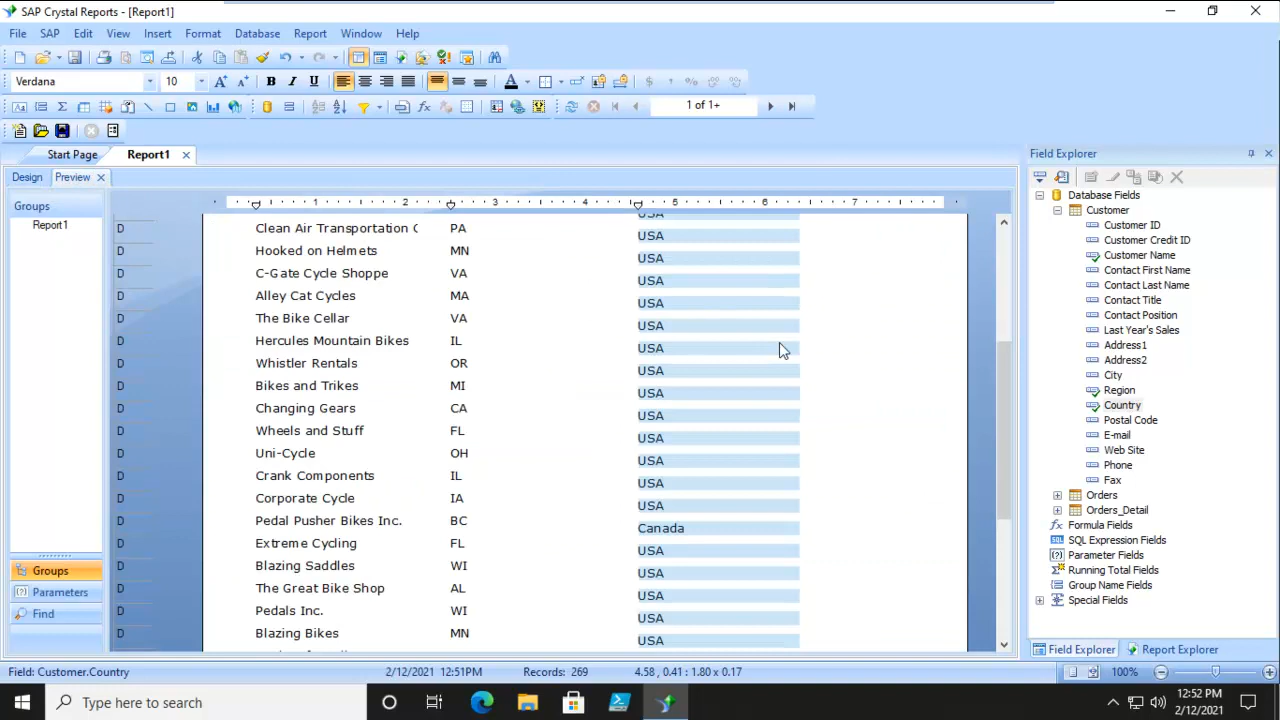 SAP Crystal Reports - [Report1]
File SAP Edit View Insert Format Database Report Window Help
Verdana 10 B I U A $ %
1 of 1+
Start Page Report1
Field Explorer
Design Preview
Groups
Report1
1 2 3 4 5 6 7
USA
D Clean Air Transportation C PA USA
D Hooked on Helmets MN USA
D C-Gate Cycle Shoppe VA USA
D Alley Cat Cycles MA USA
D The Bike Cellar VA USA
D Hercules Mountain Bikes IL USA
D Whistler Rentals OR USA
D Bikes and Trikes MI USA
D Changing Gears CA USA
D Wheels and Stuff FL USA
D Uni-Cycle OH USA
D Crank Components IL USA
D Corporate Cycle IA USA
D Pedal Pusher Bikes Inc. BC Canada
D Extreme Cycling FL USA
D Blazing Saddles WI USA
D The Great Bike Shop AL USA
D Pedals Inc. WI USA
D Blazing Bikes MN USA
Groups
Parameters
Find
Database Fields
Customer
Customer ID
Customer Credit ID
Customer Name
Contact First Name
Contact Last Name
Contact Title
Contact Position
Last Year's Sales
Address1
Address2
City
Region
Country
Postal Code
E-mail
Web Site
Phone
Fax
Orders
Orders_Detail
Formula Fields
SQL Expression Fields
Parameter Fields
Running Total Fields
Group Name Fields
Special Fields
Field Explorer Report Explorer
Field: Customer.Country 2/12/2021 12:51PM Records: 269 4.58 , 0.41 : 1.80 x 0.17 100%
Type here to search
12:52 PM
2/12/2021